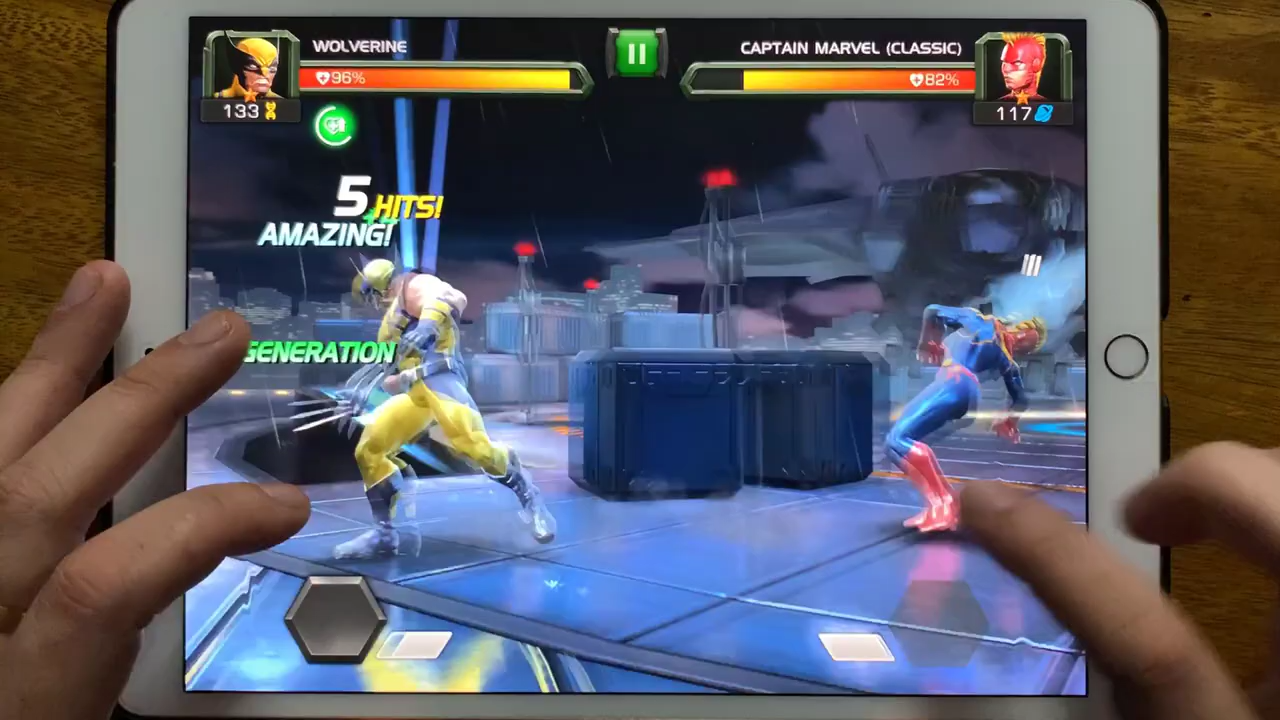 WOLVERINE
CAPTAIN MARVEL (CLASSIC)
96%
82%
133
117
5 HITS!
AMAZING!
GENERATION